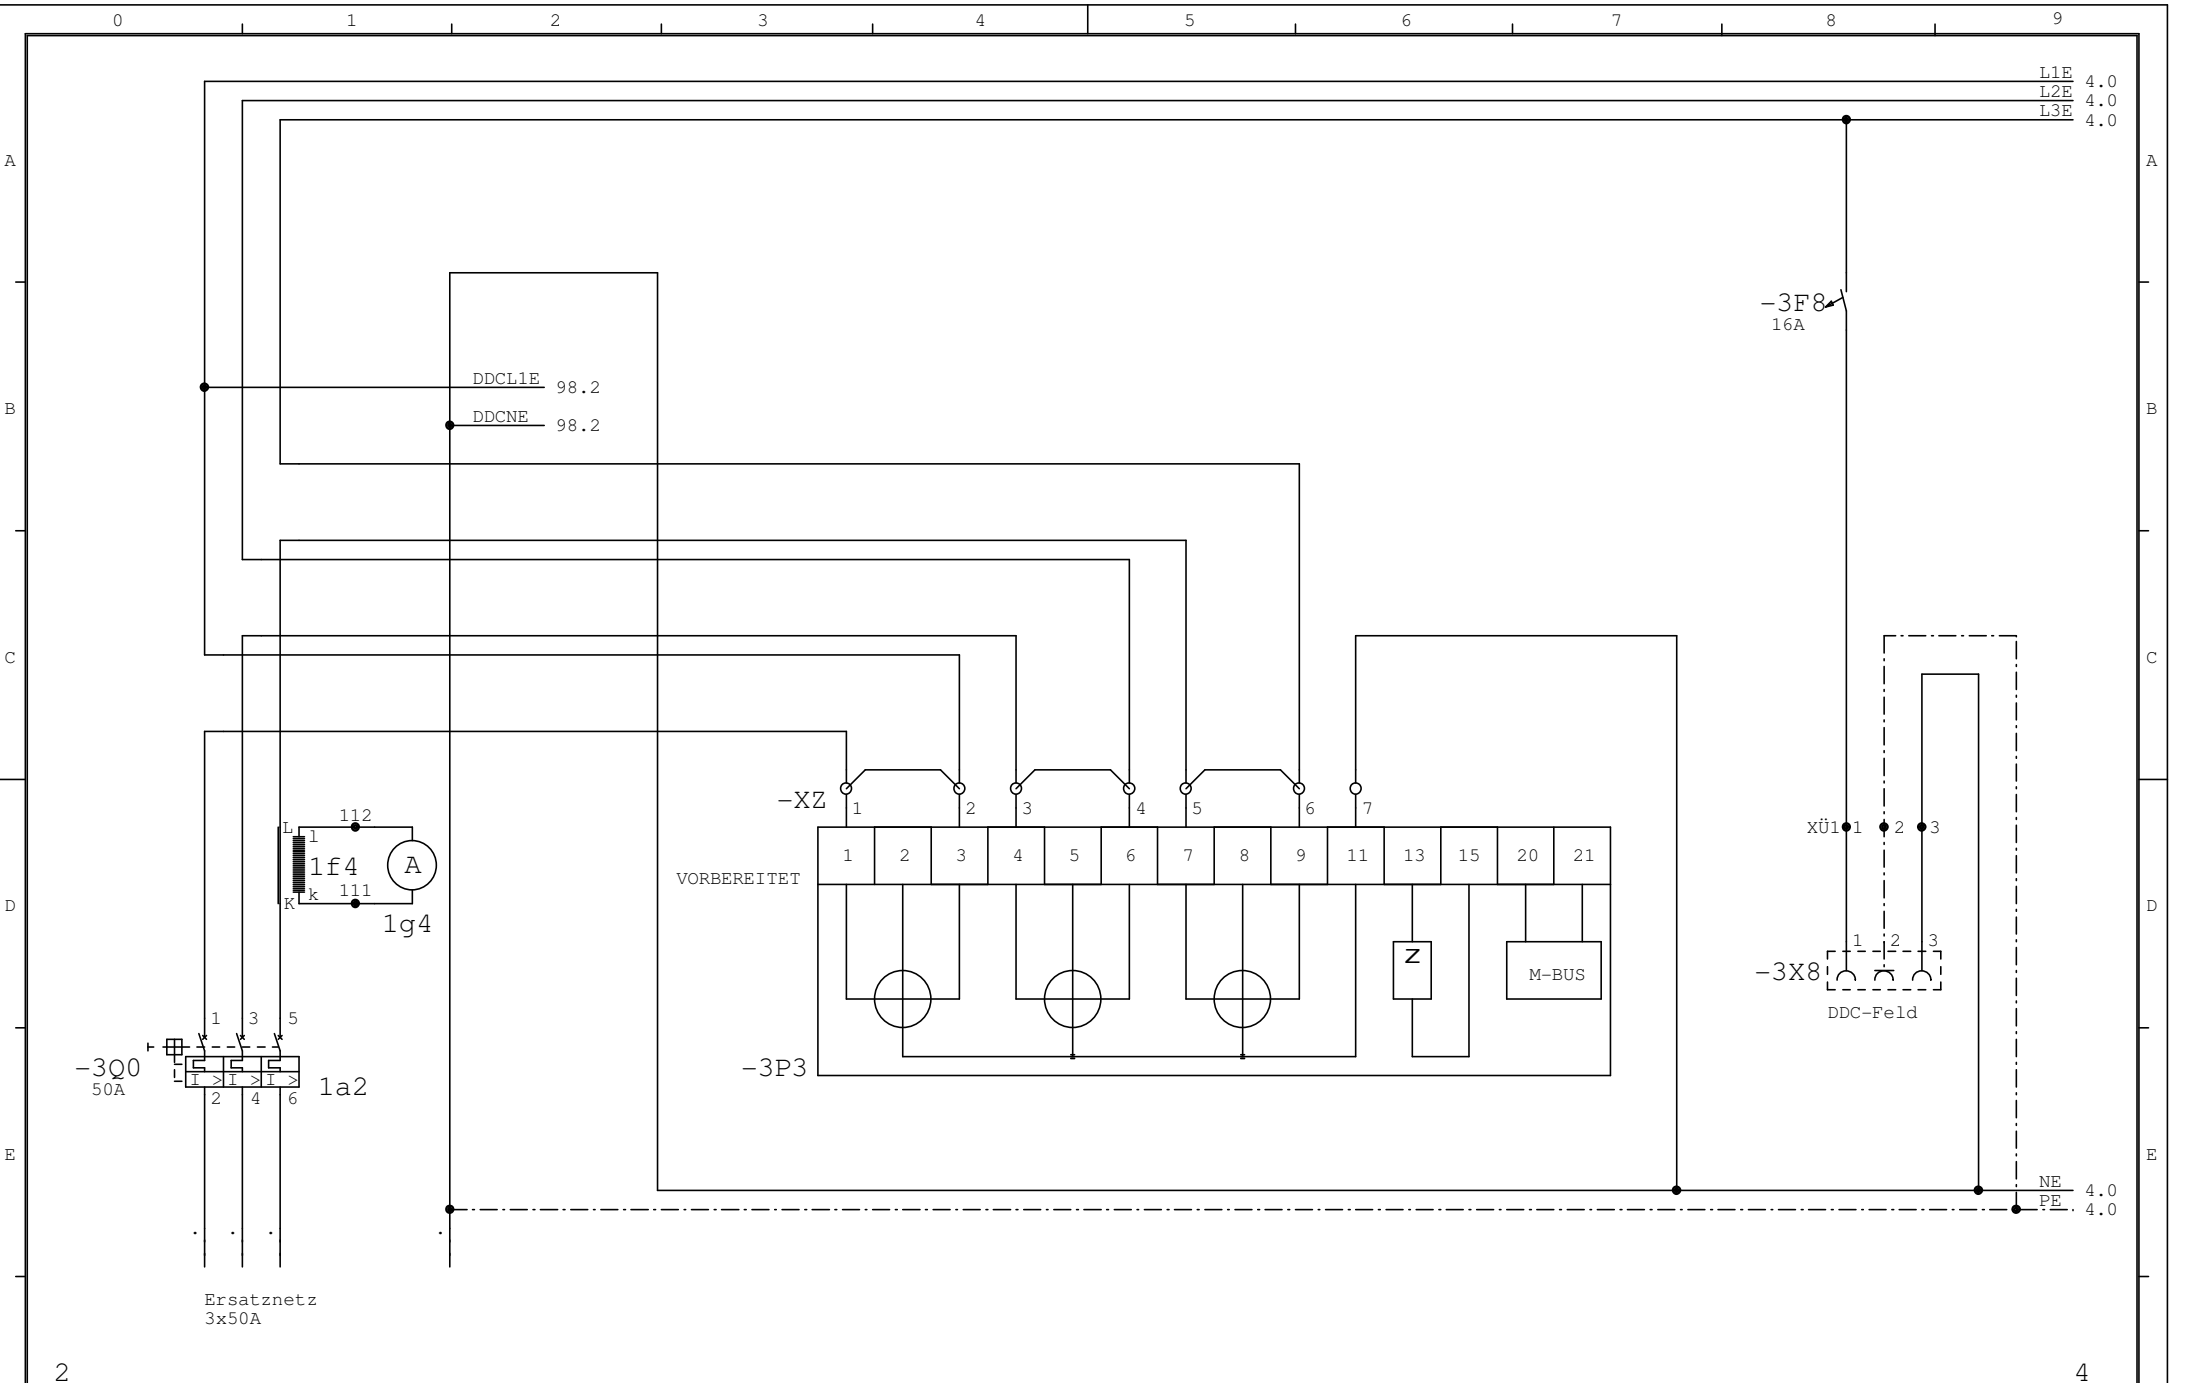 0 1 2 3 4 5 6 7 8 9
L1E 4.0
L2E 4.0
L3E 4.0
A A
-3F8
16A
DDCL1E 98.2
B B
DDCNE 98.2
C C
-XZ 1 2 3 4 5 6 7
112
L l
XÜ1 1 2 3
1f4 A
1 2 3 4 5 6 7 8 9 11 13 15 20 21
VORBEREITET
k 111
K
D D
1g4
1 2 3
Z
-3X8
M-BUS
DDC-Feld
1 3 5
-3Q0
50A
I > I > I >
1a2
2 4 6
-3P3
E E
NE 4.0
PE 4.0
Ersatznetz
3x50A
2 4